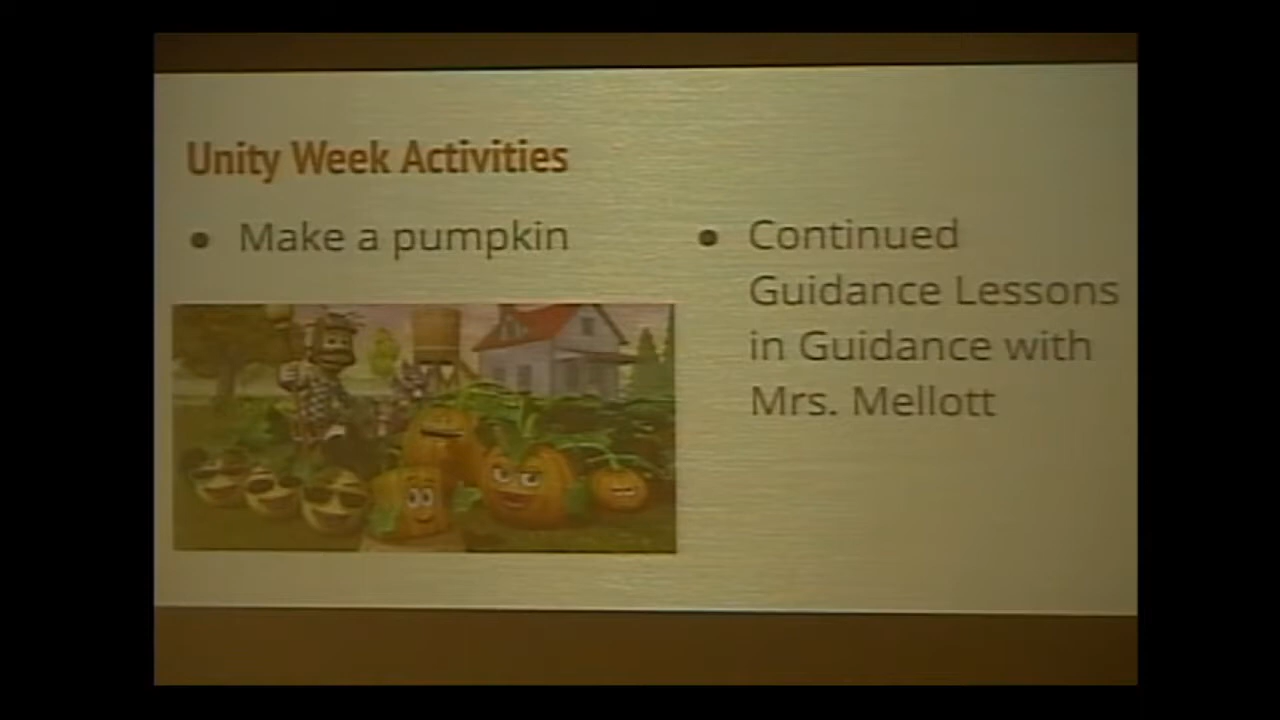 Unity Week Activities
● Make a pumpkin
● Continued
Guidance Lessons
in Guidance with
Mrs. Mellott